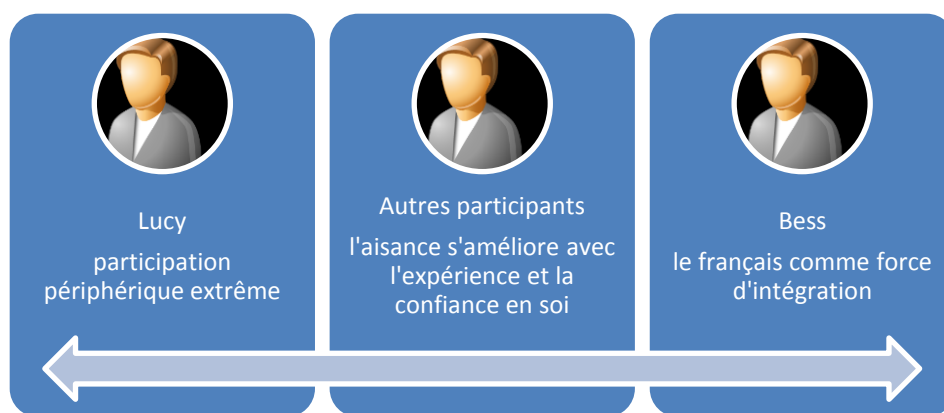 Lucy
participation
périphérique extrême
Autres participants
l'aisance s'améliore avec
l'expérience et la
confiance en soi
Bess
le français comme force
d'intégration